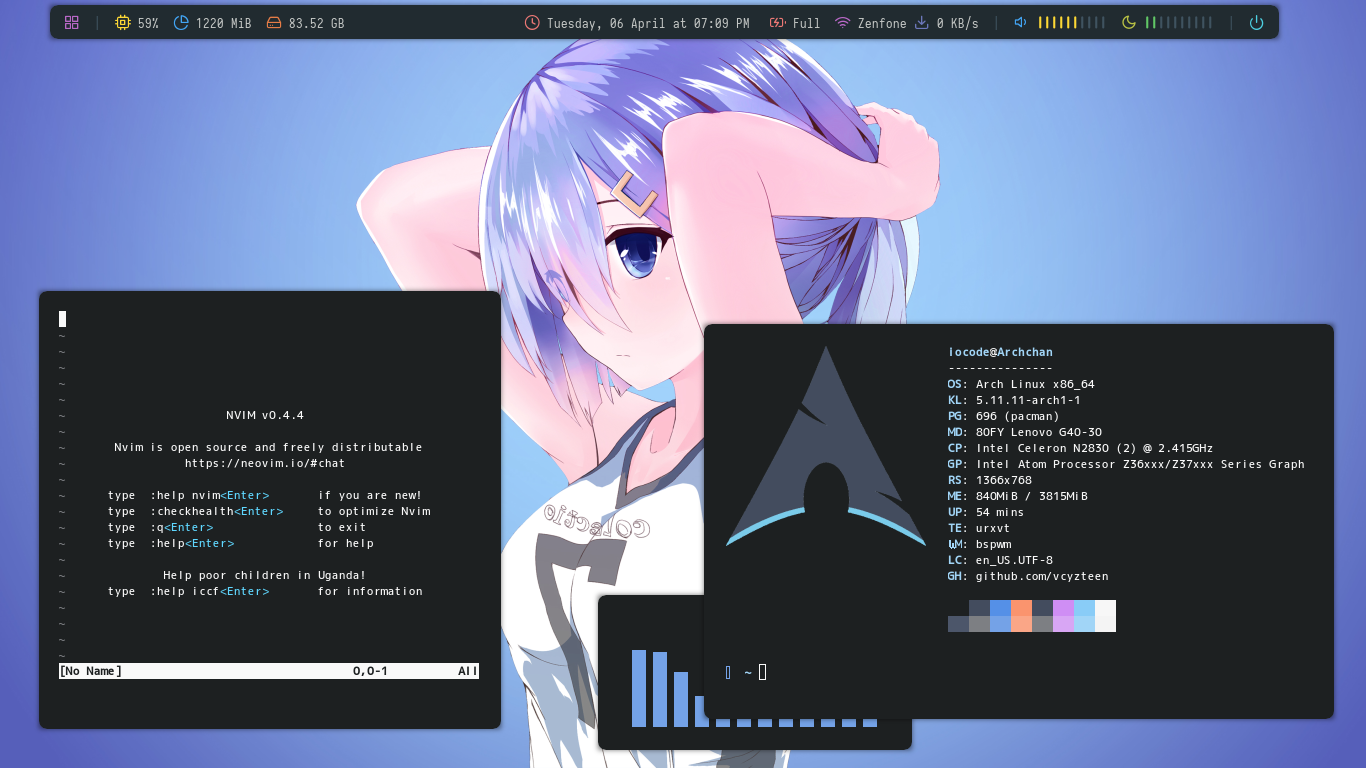 59% 1220 MiB 83.52 GB Tuesday, 06 April at 07:09 PM Full Zenfone 0 KB/s
NVIM v0.4.4
Nvim is open source and freely distributable
https://neovim.io/#chat
type :help nvim<Enter> if you are new!
type :checkhealth<Enter> to optimize Nvim
type :q<Enter> to exit
type :help<Enter> for help
Help poor children in Uganda!
type :help iccf<Enter> for information
[No Name] 0,0-1 All
iocode@Archchan
---------------
OS: Arch Linux x86_64
KL: 5.11.11-arch1-1
PG: 696 (pacman)
MD: 80FY Lenovo G40-30
CP: Intel Celeron N2830 (2) @ 2.415GHz
GP: Intel Atom Processor Z36xxx/Z37xxx Series Graph
RS: 1366x768
ME: 840MiB / 3815MiB
UP: 54 mins
TE: urxvt
WM: bspwm
LC: en_US.UTF-8
GH: github.com/vcyzteen
~